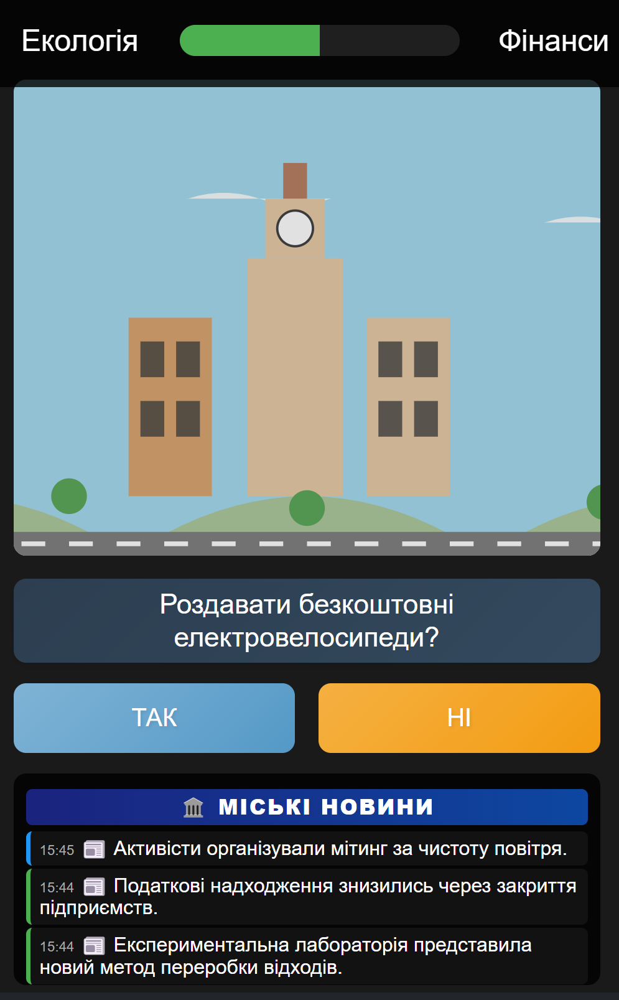 Екологія
Фінанси
Роздавати безкоштовні
електровелосипеди?
ТАК
НІ
МІСЬКІ НОВИНИ
15:45 Активісти організували мітинг за чистоту повітря.
15:44 Податкові надходження знизились через закриття
підприємств.
15:44 Експериментальна лабораторія представила
новий метод переробки відходів.